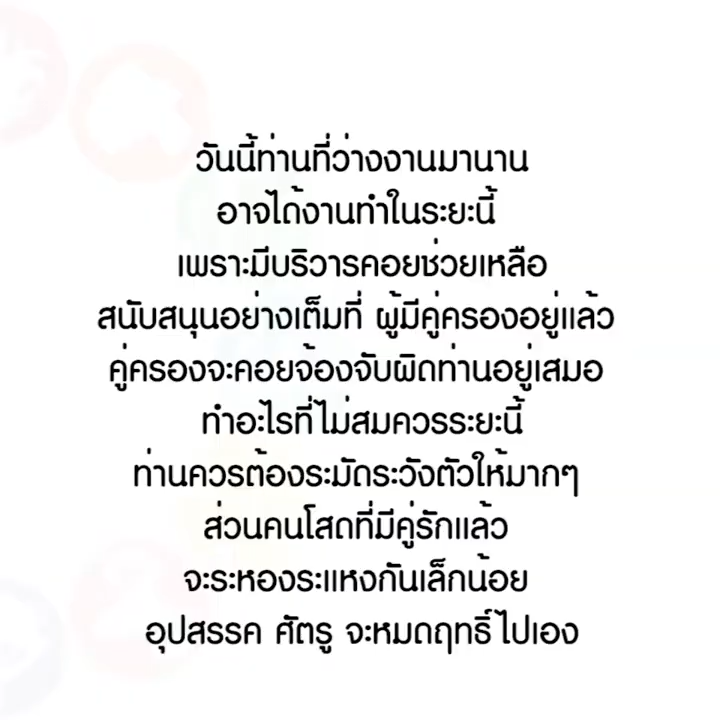 วันนี้ท่านที่ว่างงานมานาน
อาจได้งานทำในระยะนี้
เพราะมีบริวารคอยช่วยเหลือ
สนับสนุนอย่างเต็มที่ ผู้มีคู่ครองอยู่แล้ว
คู่ครองจะคอยจ้องจับผิดท่านอยู่เสมอ
ทำอะไรที่ไม่สมควรระยะนี้
ท่านควรต้องระมัดระวังตัวให้มากๆ
ส่วนคนโสดที่มีคู่รักแล้ว
จะระหองระแหงกันเล็กน้อย
อุปสรรค ศัตรู จะหมดฤทธิ์ไปเอง